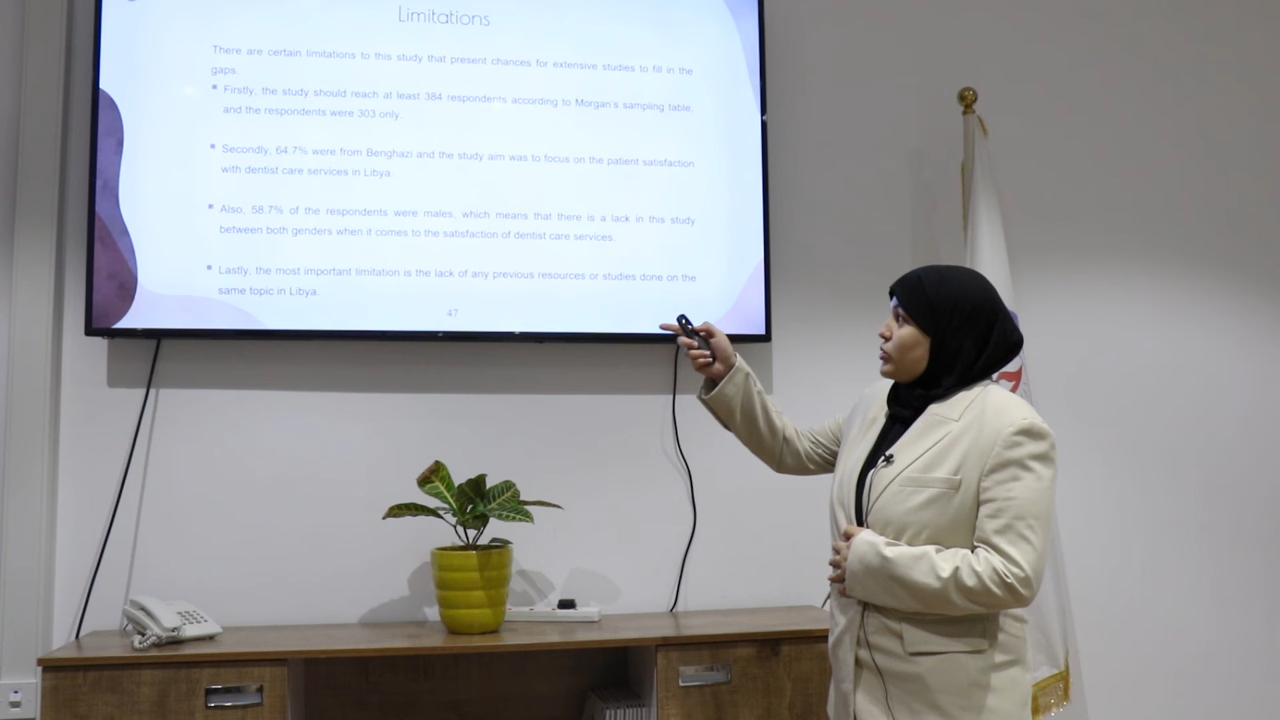 Limitations
There are certain limitations to this study that present chances for extensive studies to fill in the
gaps.
Firstly, the study should reach at least 384 respondents according to Morgan's sampling table,
and the respondents were 303 only.
Secondly, 64.7% were from Benghazi and the study aim was to focus on the patient satisfaction
with dentist care services in Libya.
Also, 58.7% of the respondents were males, which means that there is a lack in this study
between both genders when it comes to the satisfaction of dentist care services.
Lastly, the most important limitation is the lack of any previous resources or studies done on the
same topic in Libya.
47